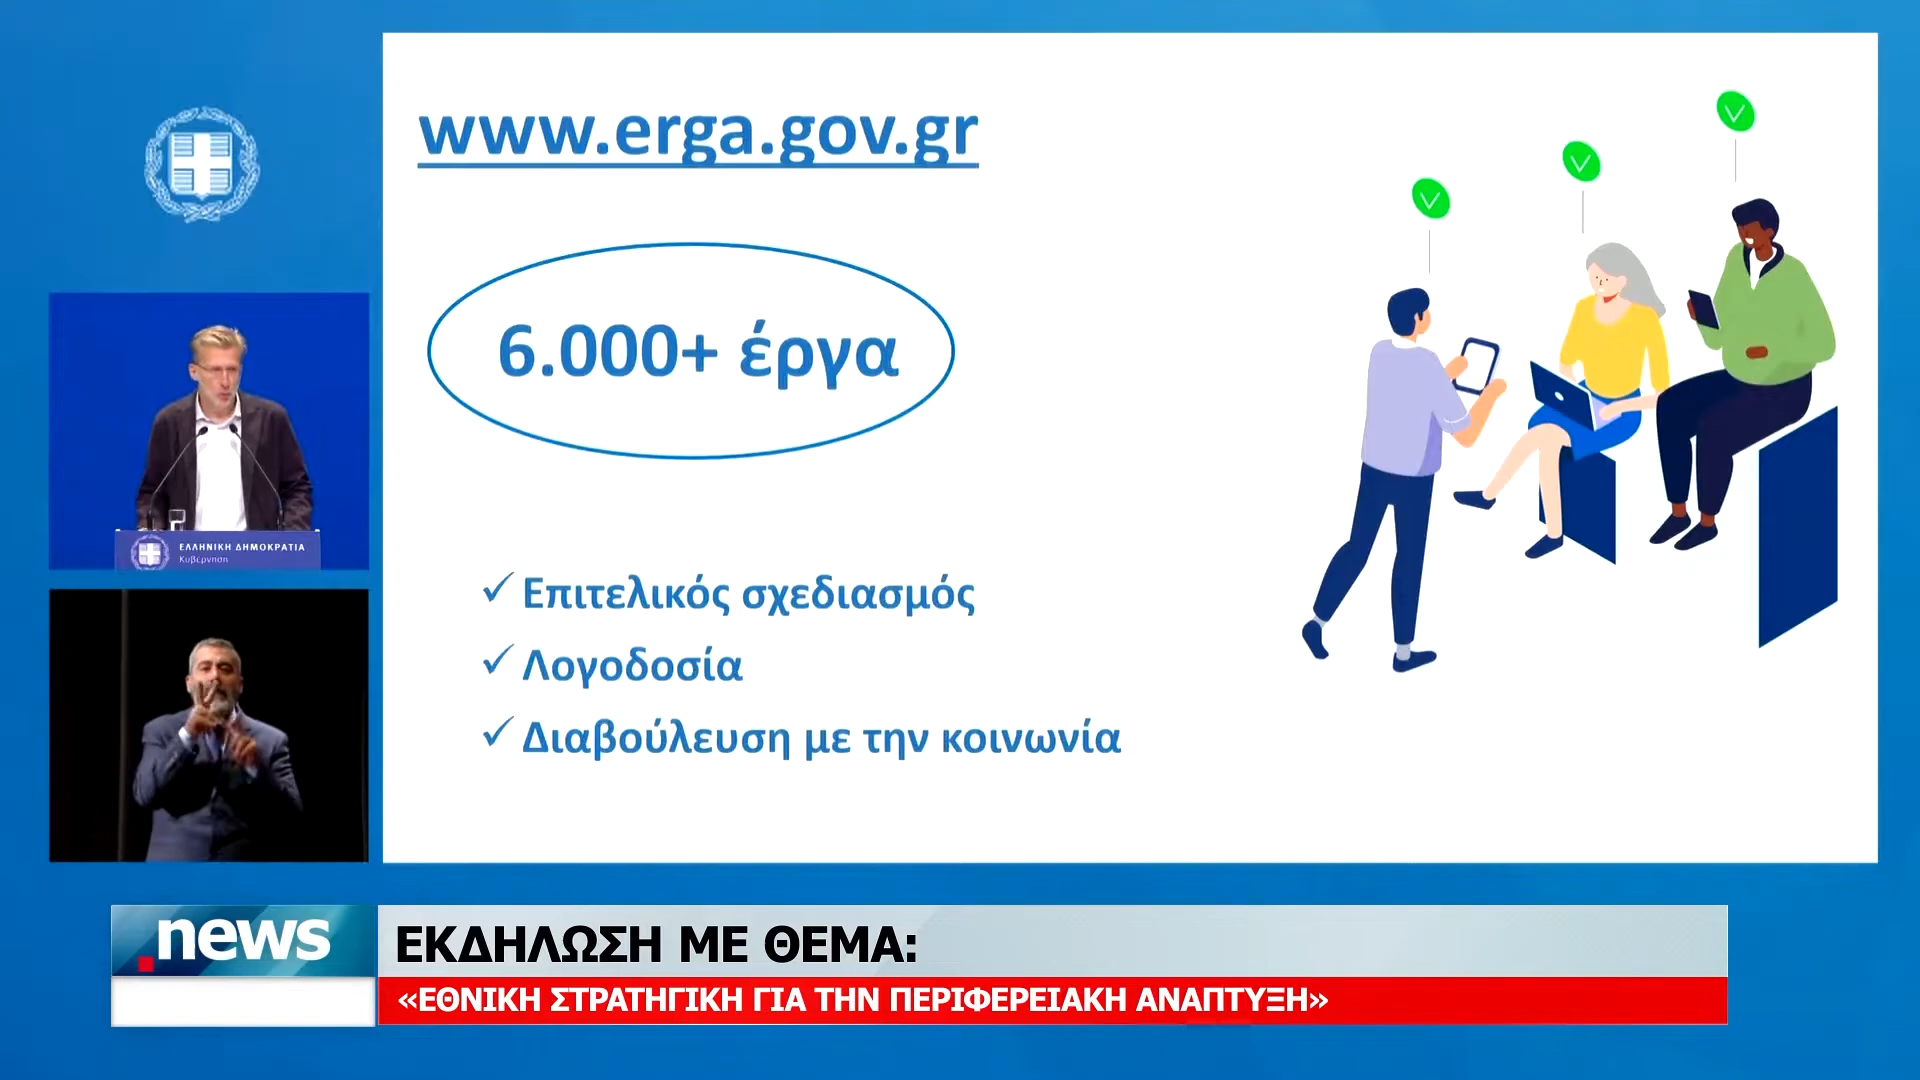 www.erga.gov.gr
6.000+ έργα
Επιτελικός σχεδιασμός
Λογοδοσία
Διαβούλευση με την κοινωνία
ΕΛΛΗΝΙΚΗ ΔΗΜΟΚΡΑΤΙΑ
Κυβέρνηση
.news
ΕΚΔΗΛΩΣΗ ΜΕ ΘΕΜΑ:
«ΕΘΝΙΚΗ ΣΤΡΑΤΗΓΙΚΗ ΓΙΑ ΤΗΝ ΠΕΡΙΦΕΡΕΙΑΚΗ ΑΝΑΠΤΥΞΗ»